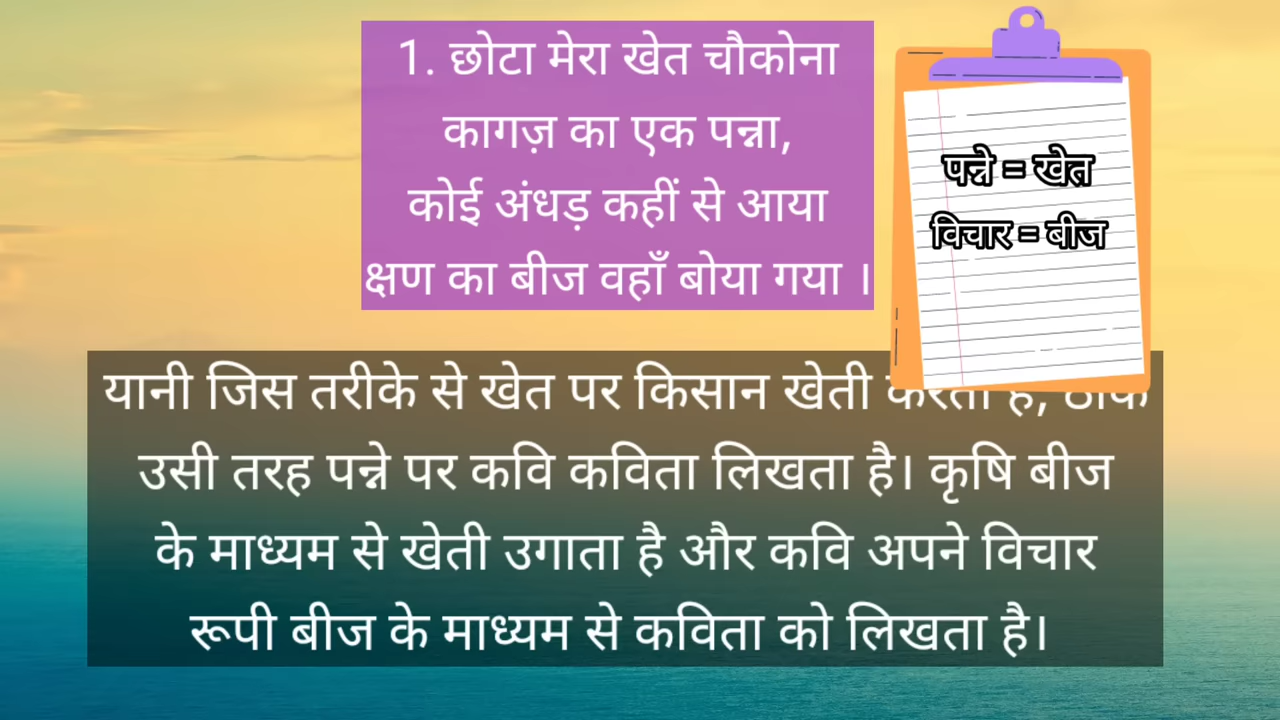 1. छोटा मेरा खेत चौकोना
कागज़ का एक पन्ना,
कोई अंधड़ कहीं से आया
क्षण का बीज वहाँ बोया गया ।
पन्ने = खेत
विचार = बीज
यानी जिस तरीके से खेत पर किसान खेती करता है, ठीक
उसी तरह पन्ने पर कवि कविता लिखता है। कृषि बीज
के माध्यम से खेती उगाता है और कवि अपने विचार
रूपी बीज के माध्यम से कविता को लिखता है।